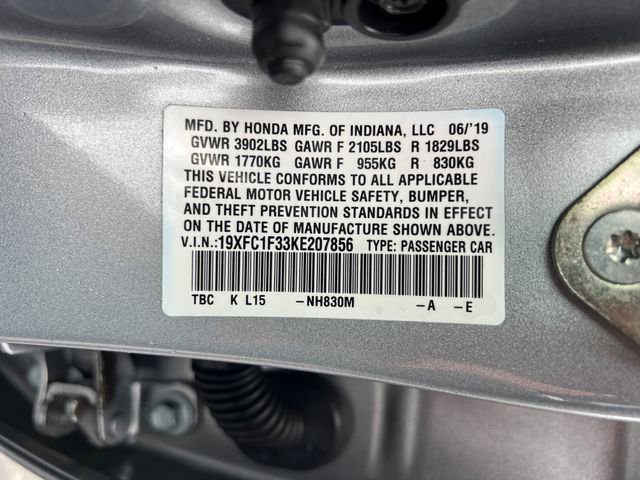 MFD. BY HONDA MFG. OF INDIANA, LLC 06/'19
GVWR 3902LBS GAWR F 2105LBS R 1829LBS
GVWR 1770KG GAWR F 955KG R 830KG
THIS VEHICLE CONFORMS TO ALL APPLICABLE
FEDERAL MOTOR VEHICLE SAFETY, BUMPER,
AND THEFT PREVENTION STANDARDS IN EFFECT
ON THE DATE OF MANUFACTURE SHOWN ABOVE.
V.I.N.:19XFC1F33KE207856 TYPE: PASSENGER CAR
TBC K L15 -NH830M -A -E